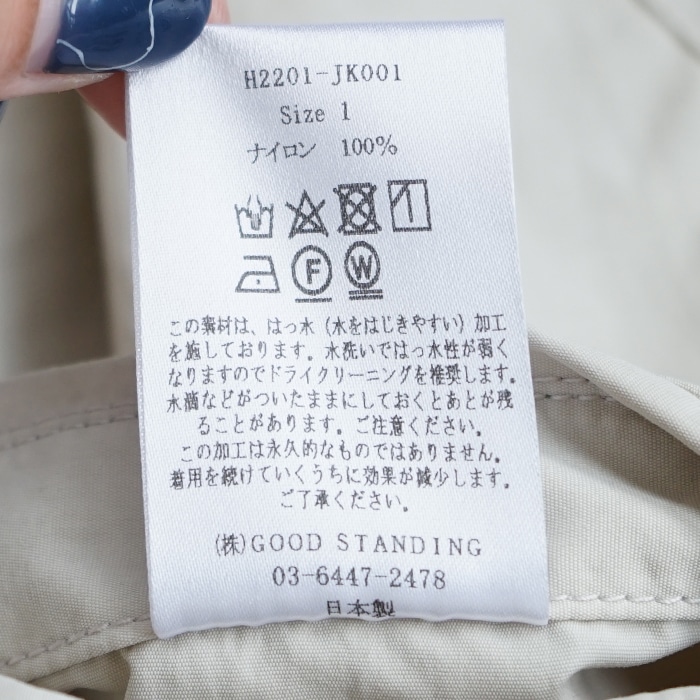 H2201-JK001
Size 1
ナイロン 100%
F W
この素材は、はっ水（水をはじきやすい）加工
を施しております。水洗いではっ水性が弱く
なりますのでドライクリーニングを推奨します。
水滴などがついたままにしておくとあとが残
ることがあります。ご注意ください。
この加工は永久的なものではありません。
着用を続けていくうちに効果が減少します。
ご了承ください。
(株)GOOD STANDING
03-6447-2478
日本製